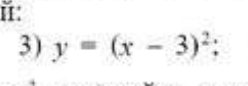 й:
3) y = (x − 3)²;